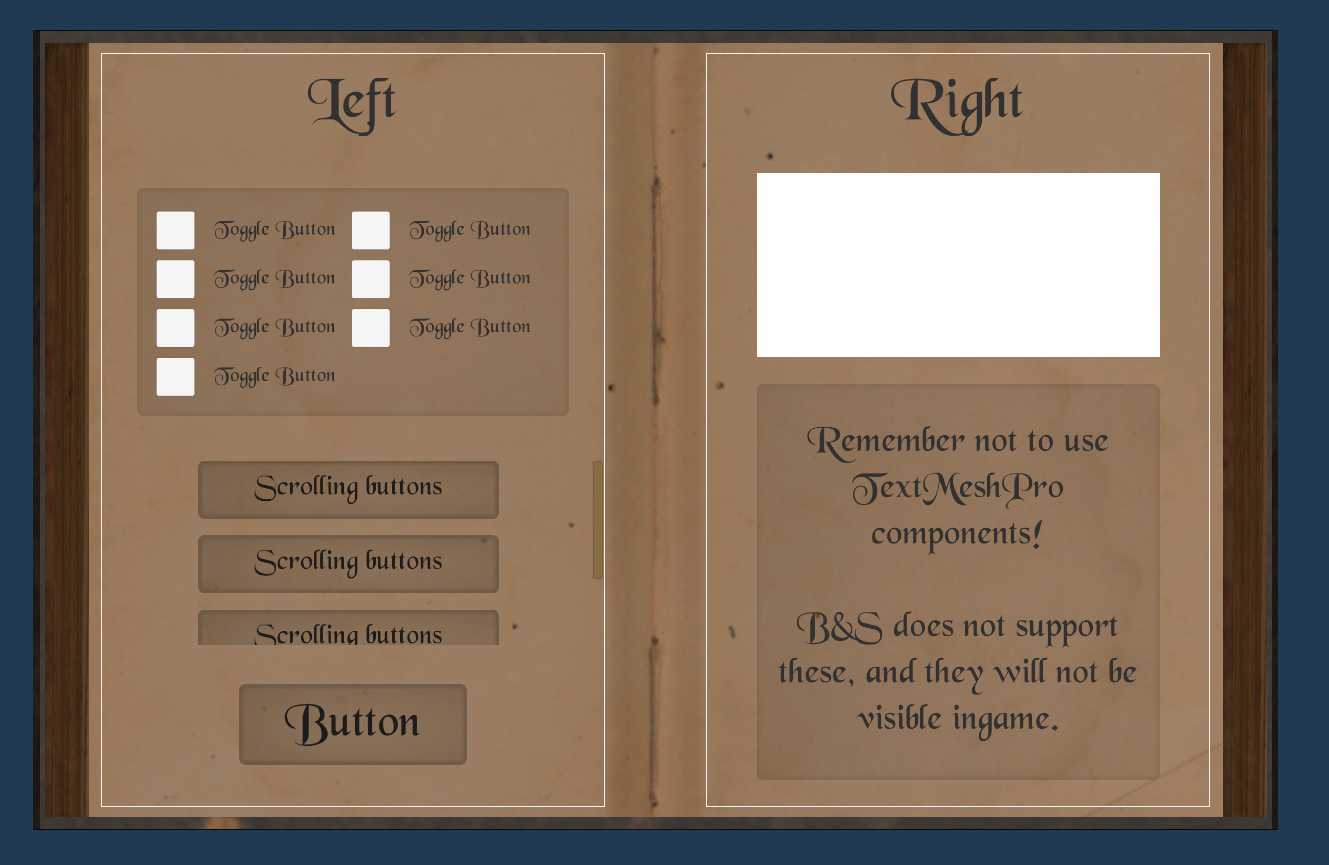 Left
Toggle Button Toggle Button
Toggle Button Toggle Button
Toggle Button Toggle Button
Toggle Button
Scrolling buttons
Scrolling buttons
Scrolling buttons
Button
Right
Remember not to use
TextMeshPro
components!
B&S does not support
these, and they will not be
visible ingame.